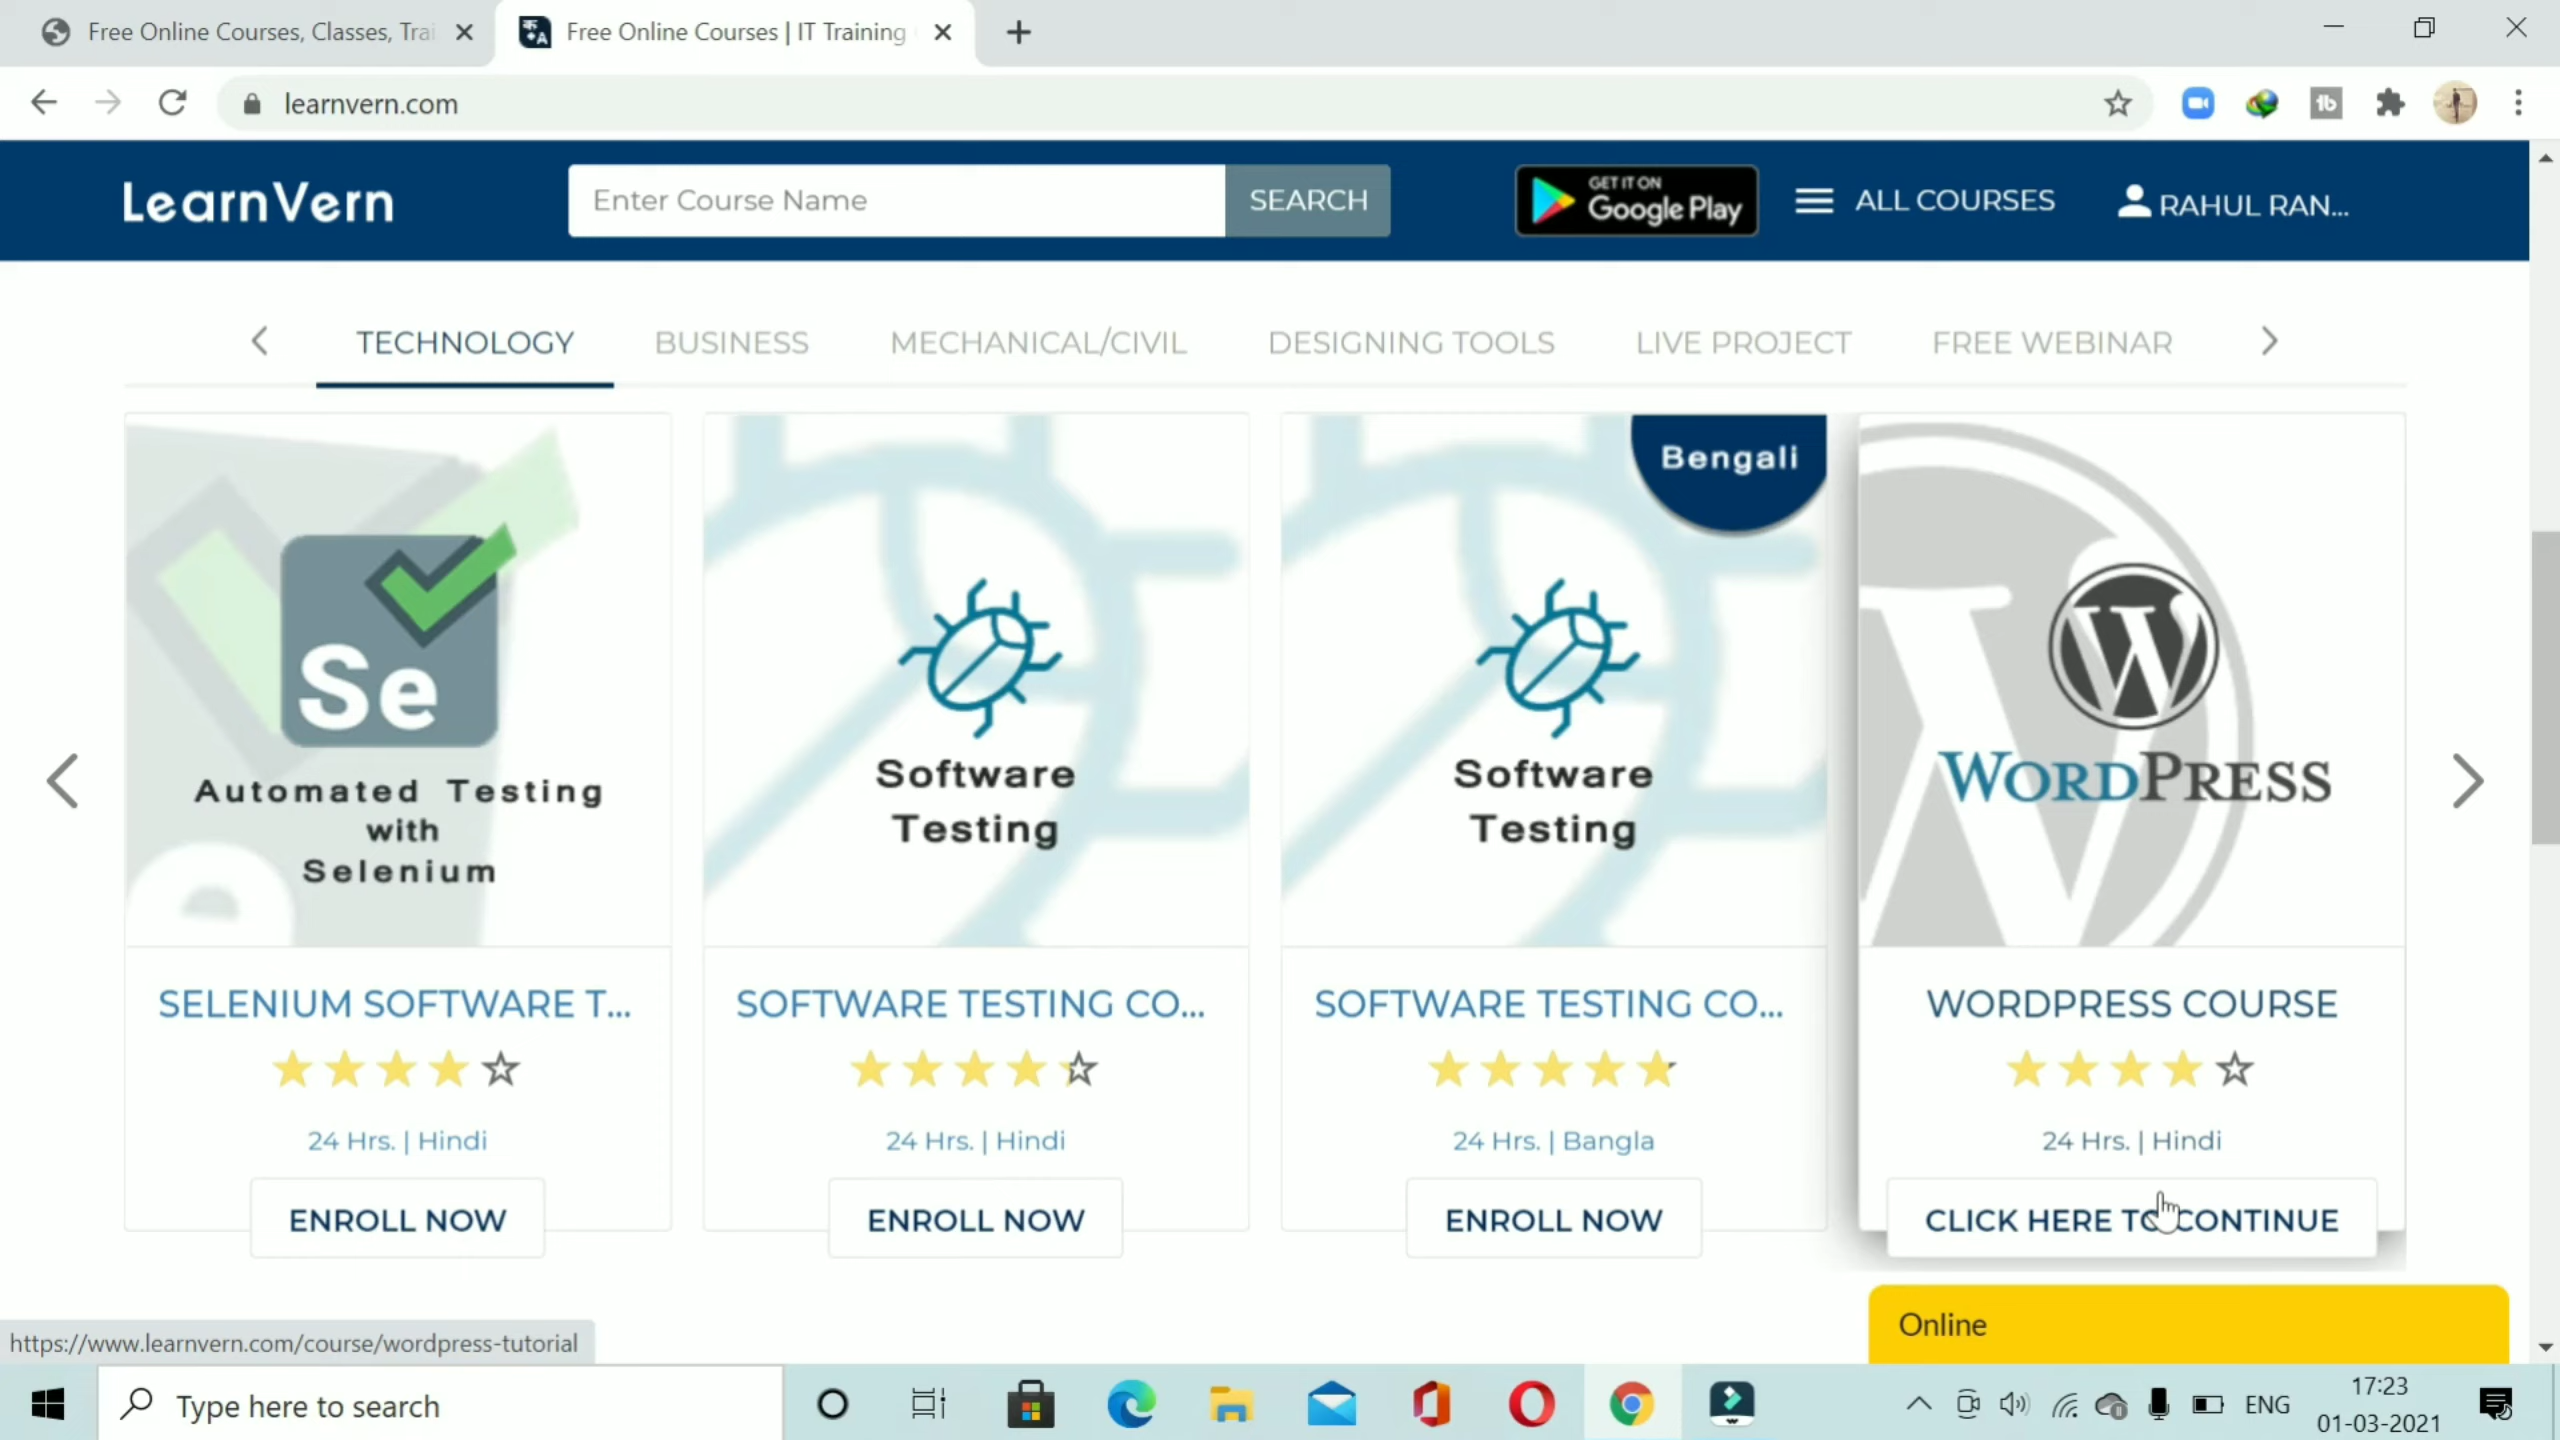 Free Online Courses, Classes, Trai
Free Online Courses | IT Training
learnvern.com
LearnVern
Enter Course Name
SEARCH
GET IT ON
Google Play
ALL COURSES
RAHUL RAN...
TECHNOLOGY
BUSINESS
MECHANICAL/CIVIL
DESIGNING TOOLS
LIVE PROJECT
FREE WEBINAR
Se
Automated Testing
with
Selenium
SELENIUM SOFTWARE T...
24 Hrs. | Hindi
ENROLL NOW
Software
Testing
SOFTWARE TESTING CO...
24 Hrs. | Hindi
ENROLL NOW
Bengali
Software
Testing
SOFTWARE TESTING CO...
24 Hrs. | Bangla
ENROLL NOW
WORDPRESS
WORDPRESS COURSE
24 Hrs. | Hindi
CLICK HERE TO CONTINUE
Online
https://www.learnvern.com/course/wordpress-tutorial
Type here to search
ENG
17:23
01-03-2021